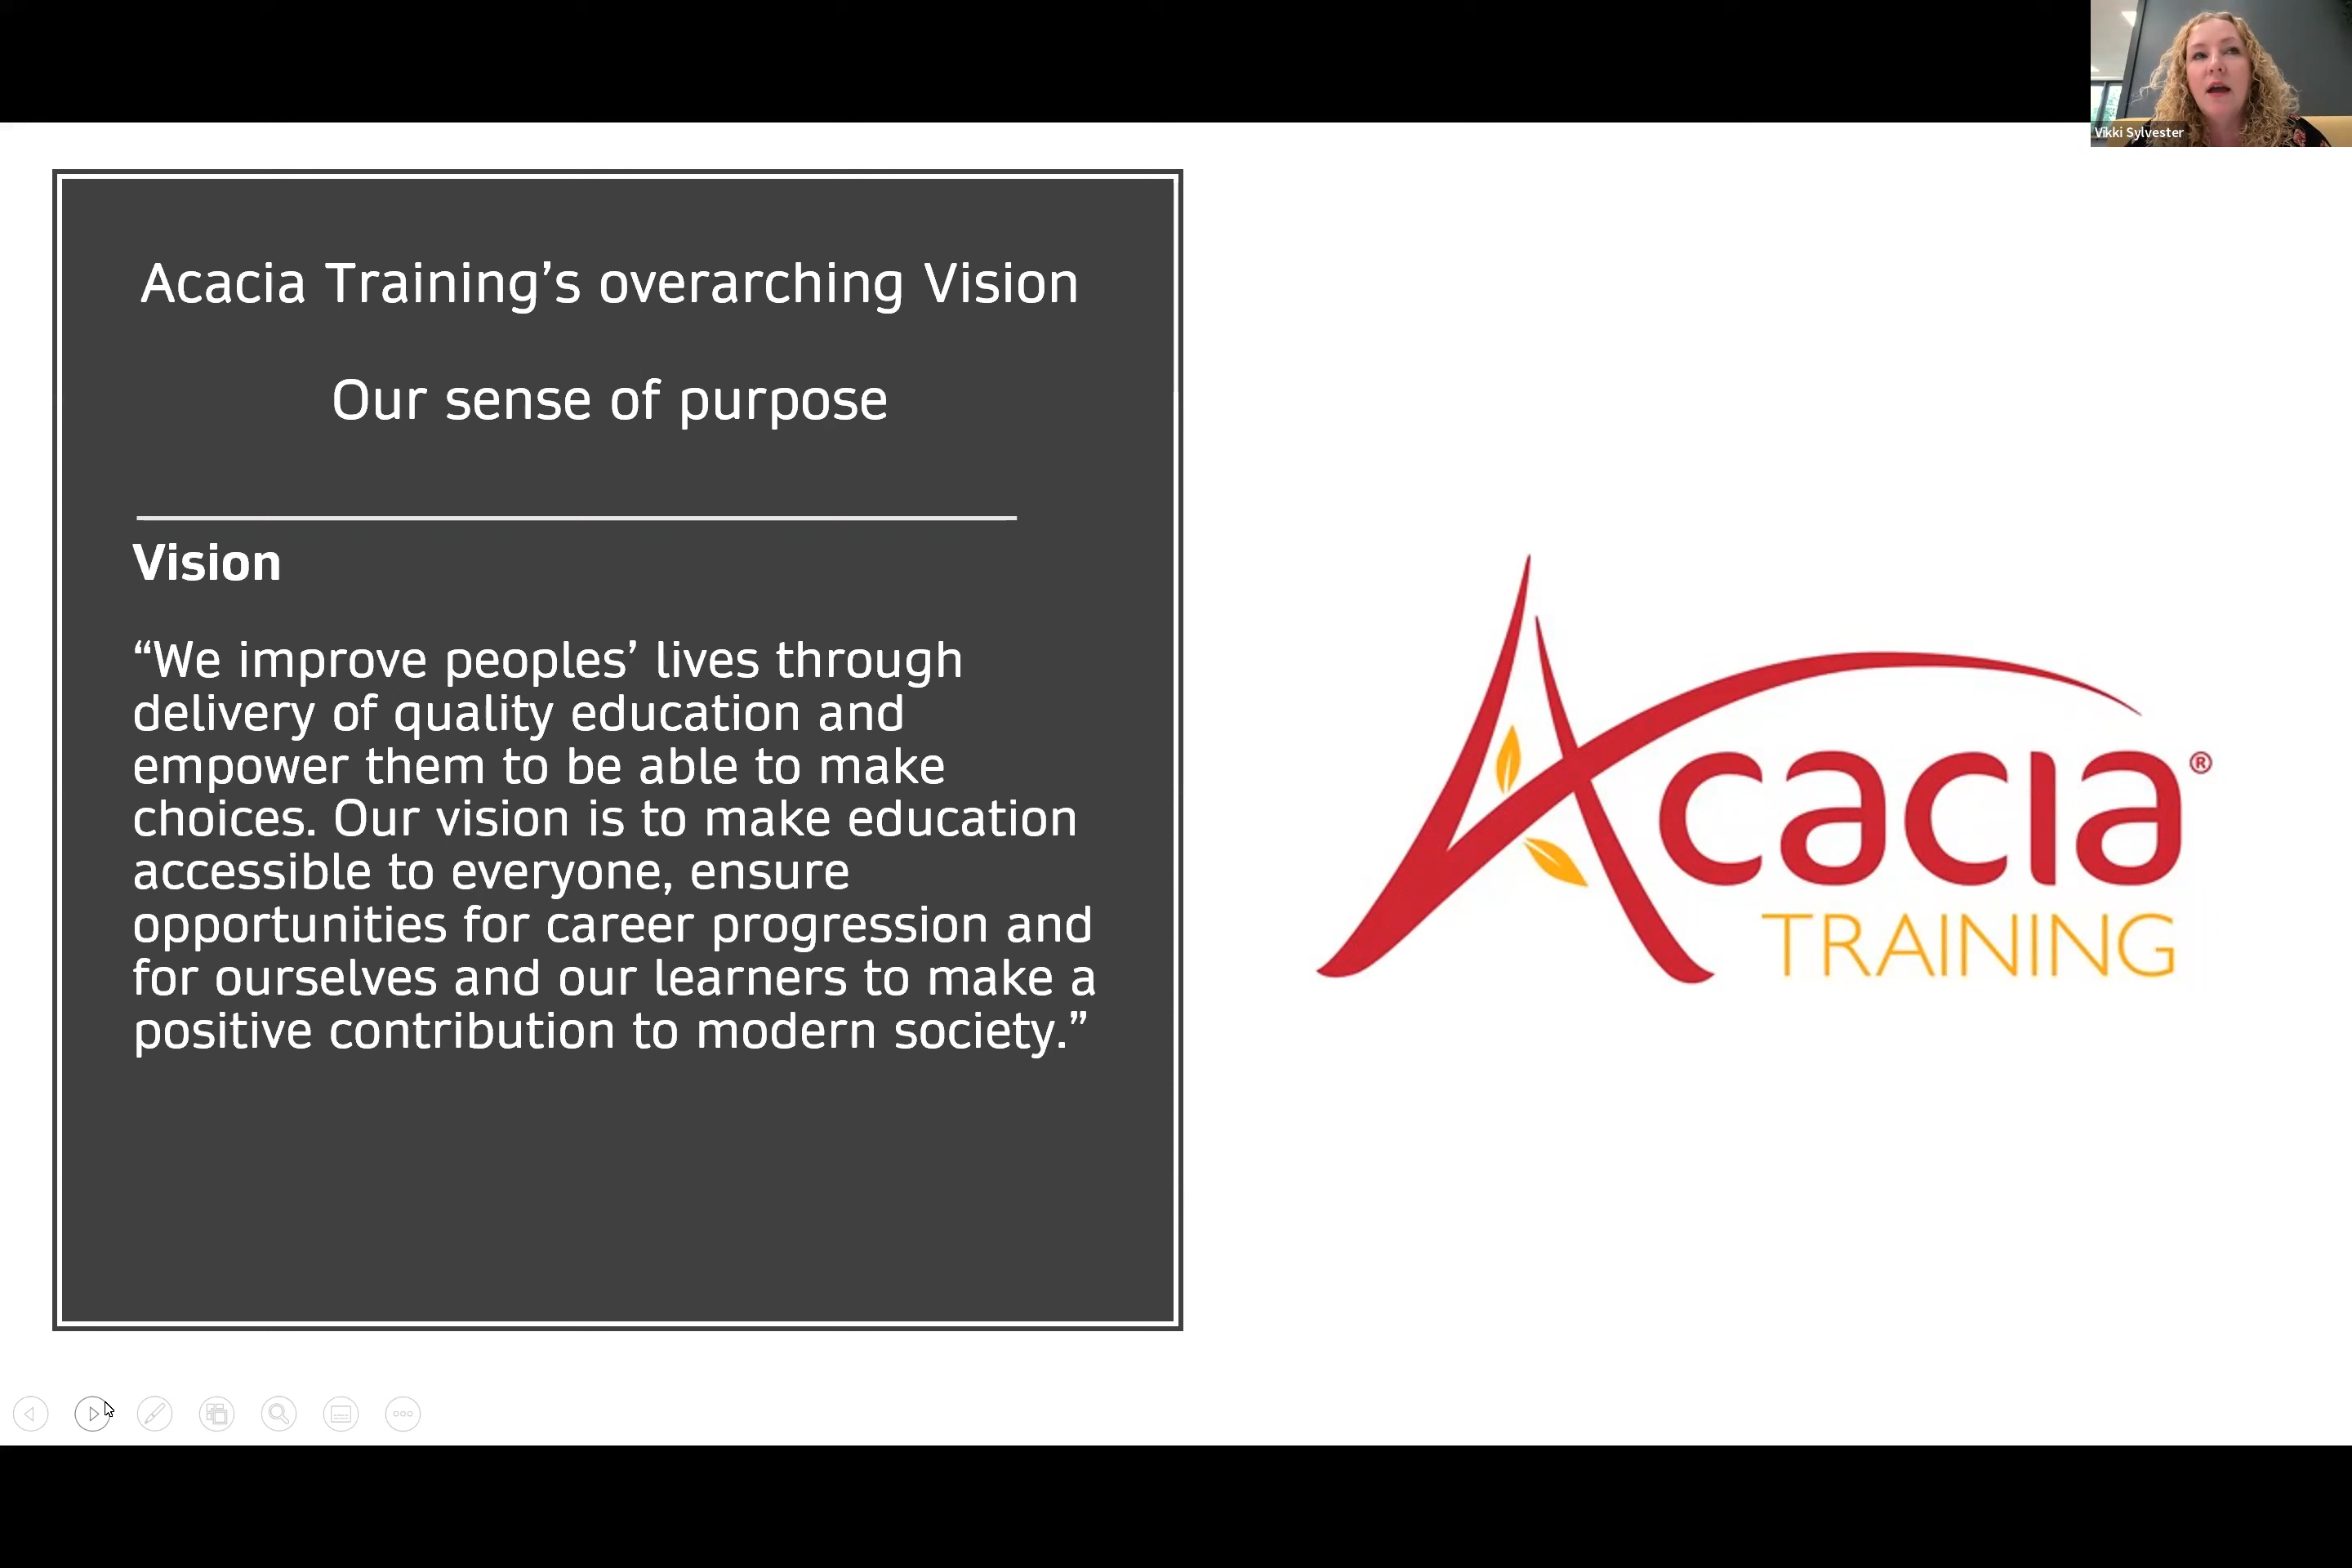 Vikki Sylvester
Acacia Training’s overarching Vision
Our sense of purpose
Vision
“We improve peoples’ lives through
delivery of quality education and
empower them to be able to make
choices. Our vision is to make education
accessible to everyone, ensure
opportunities for career progression and
for ourselves and our learners to make a
positive contribution to modern society.”
Acacia®
TRAINING